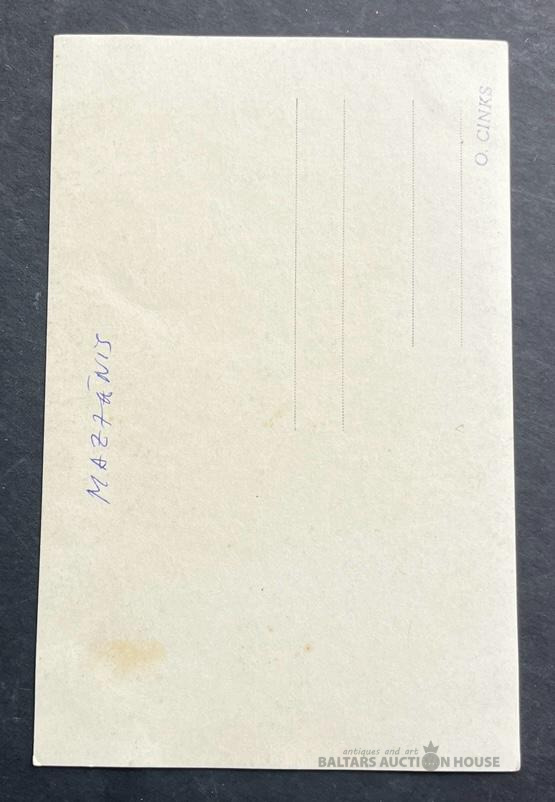 O. CINKS
MAZZĀNIS
antiques and art
BALTARS AUCTION HOUSE